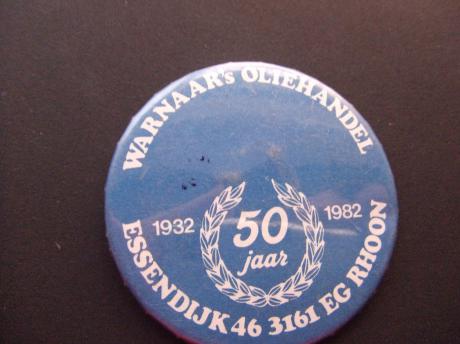 WARNAAR's OLIEHANDEL
1932
1982
50
jaar
ESSENDIJK 46 3161 EG RHOON